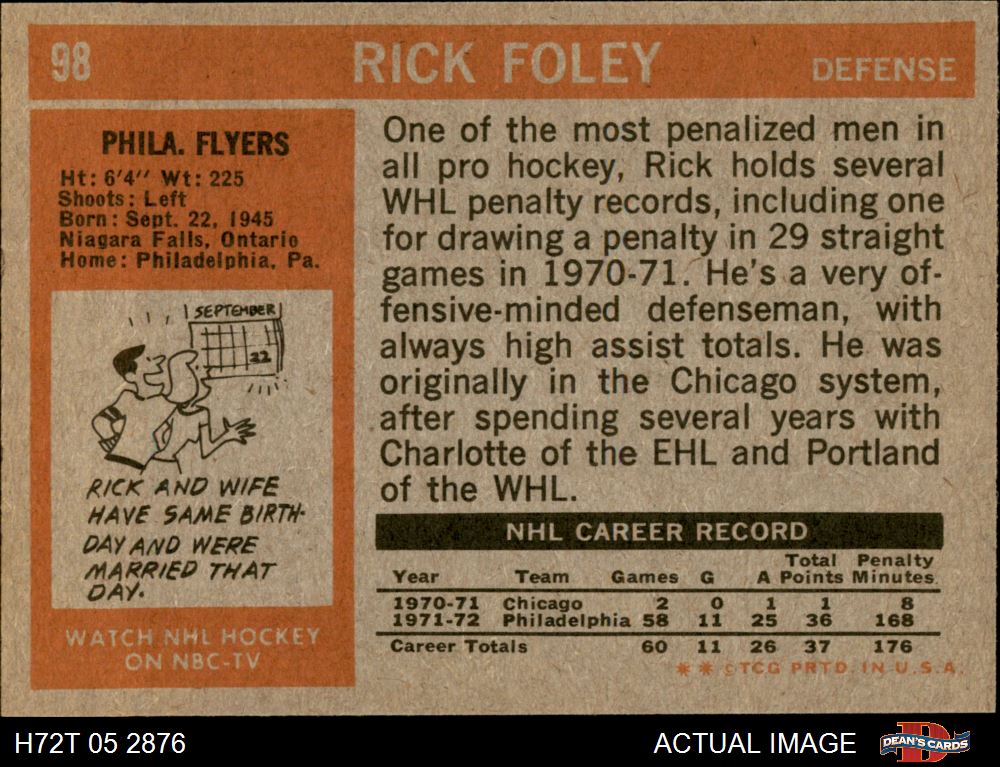 98 RICK FOLEY DEFENSE
PHILA. FLYERS
Ht: 6'4" Wt: 225
Shoots: Left
Born: Sept. 22, 1945
Niagara Falls, Ontario
Home: Philadelphia, Pa.
SEPTEMBER
22
RICK AND WIFE
HAVE SAME BIRTH-
DAY AND WERE
MARRIED THAT
DAY.
WATCH NHL HOCKEY
ON NBC-TV
One of the most penalized men in
all pro hockey, Rick holds several
WHL penalty records, including one
for drawing a penalty in 29 straight
games in 1970-71. He's a very of-
fensive-minded defenseman, with
always high assist totals. He was
originally in the Chicago system,
after spending several years with
Charlotte of the EHL and Portland
of the WHL.
NHL CAREER RECORD
Total Penalty
Year Team Games G A Points Minutes
1970-71 Chicago 2 0 1 1 8
1971-72 Philadelphia 58 11 25 36 168
Career Totals 60 11 26 37 176
* * ©TCG PRTD. IN U.S.A.
H72T 05 2876 ACTUAL IMAGE DEAN'S CARDS